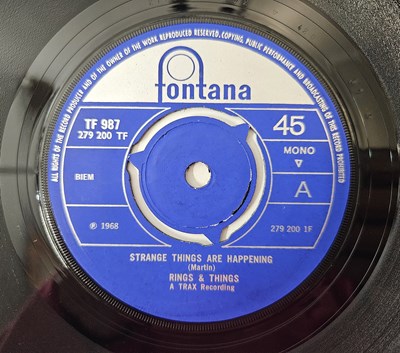 ALL RIGHTS OF THE RECORD PRODUCER AND OF THE OWNER OF THE WORK REPRODUCED RESERVED. COPYING, PUBLIC PERFORMANCE AND BROADCASTING OF THIS RECORD PROHIBITED
fontana
TF 987
279 200 TF
45
MONO
BIEM
A
℗ 1968
279 200 1F
STRANGE THINGS ARE HAPPENING
(Martin)
RINGS & THINGS
A TRAX Recording